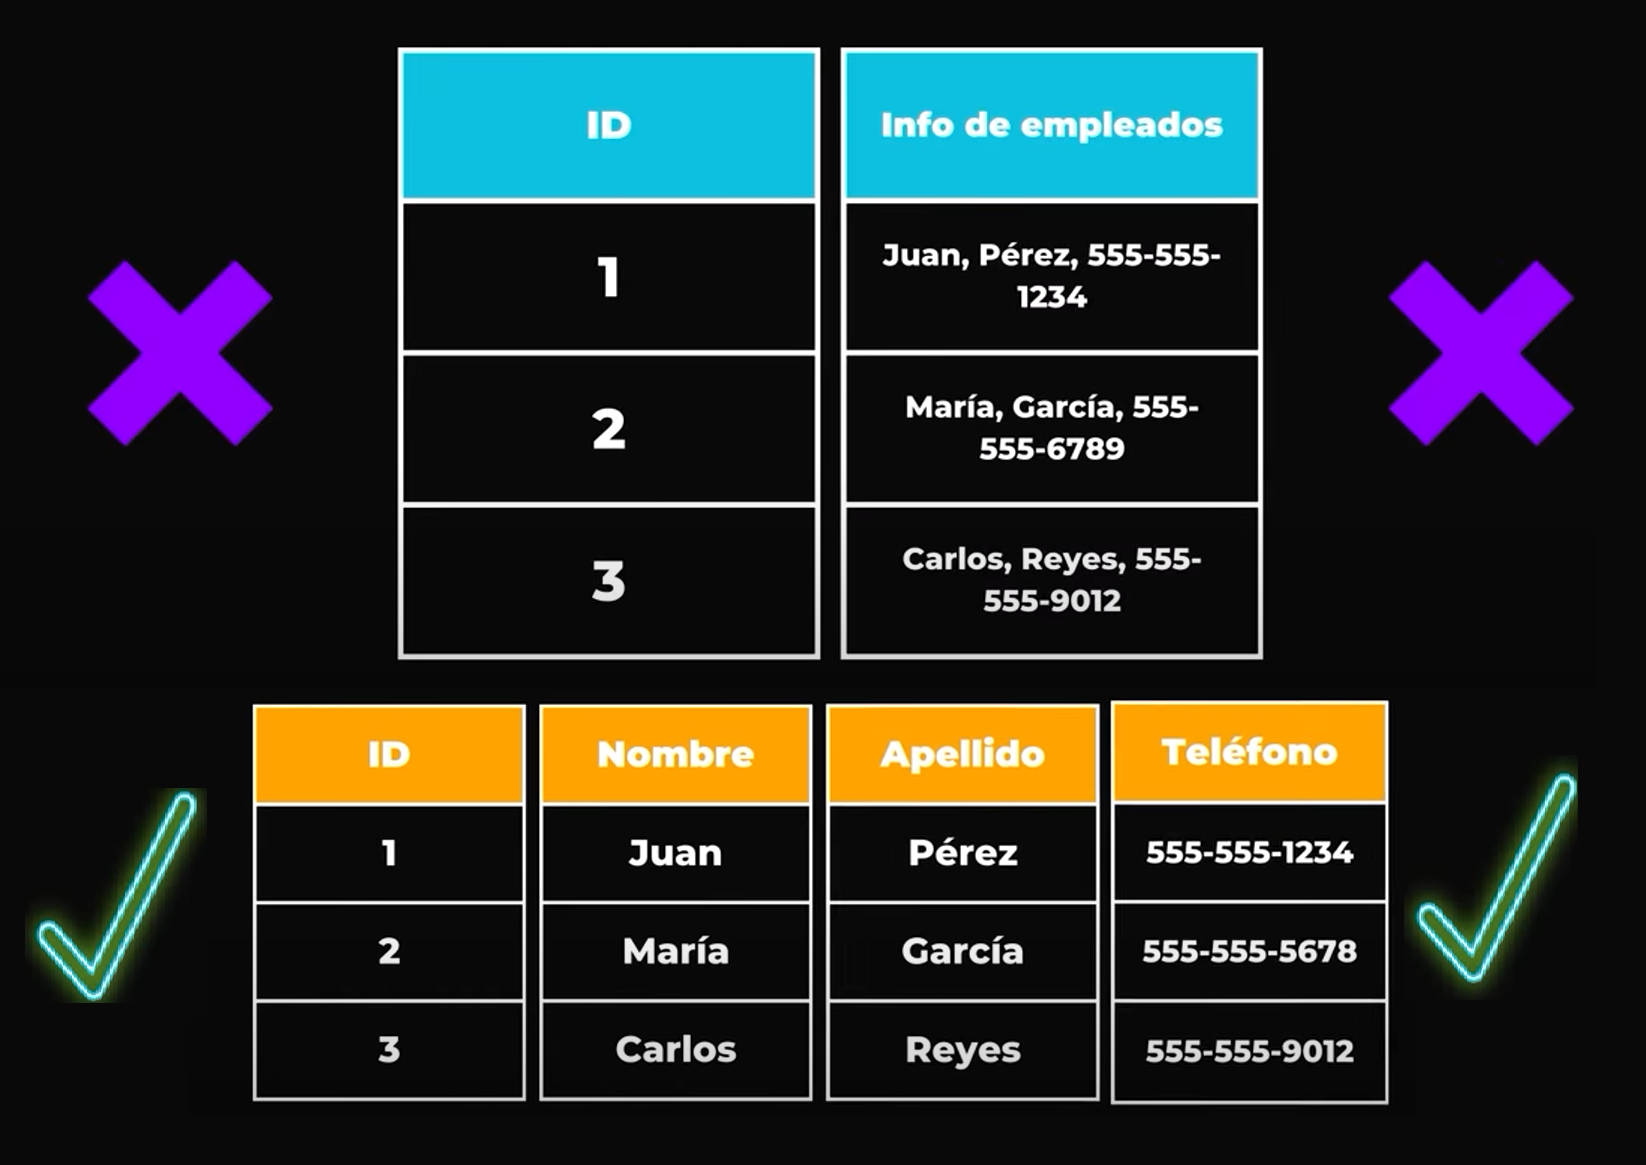 ID
Info de empleados
1
Juan, Pérez, 555-555-
1234
2
María, García, 555-
555-6789
3
Carlos, Reyes, 555-
555-9012
ID Nombre Apellido Teléfono
1 Juan Pérez 555-555-1234
2 María García 555-555-5678
3 Carlos Reyes 555-555-9012